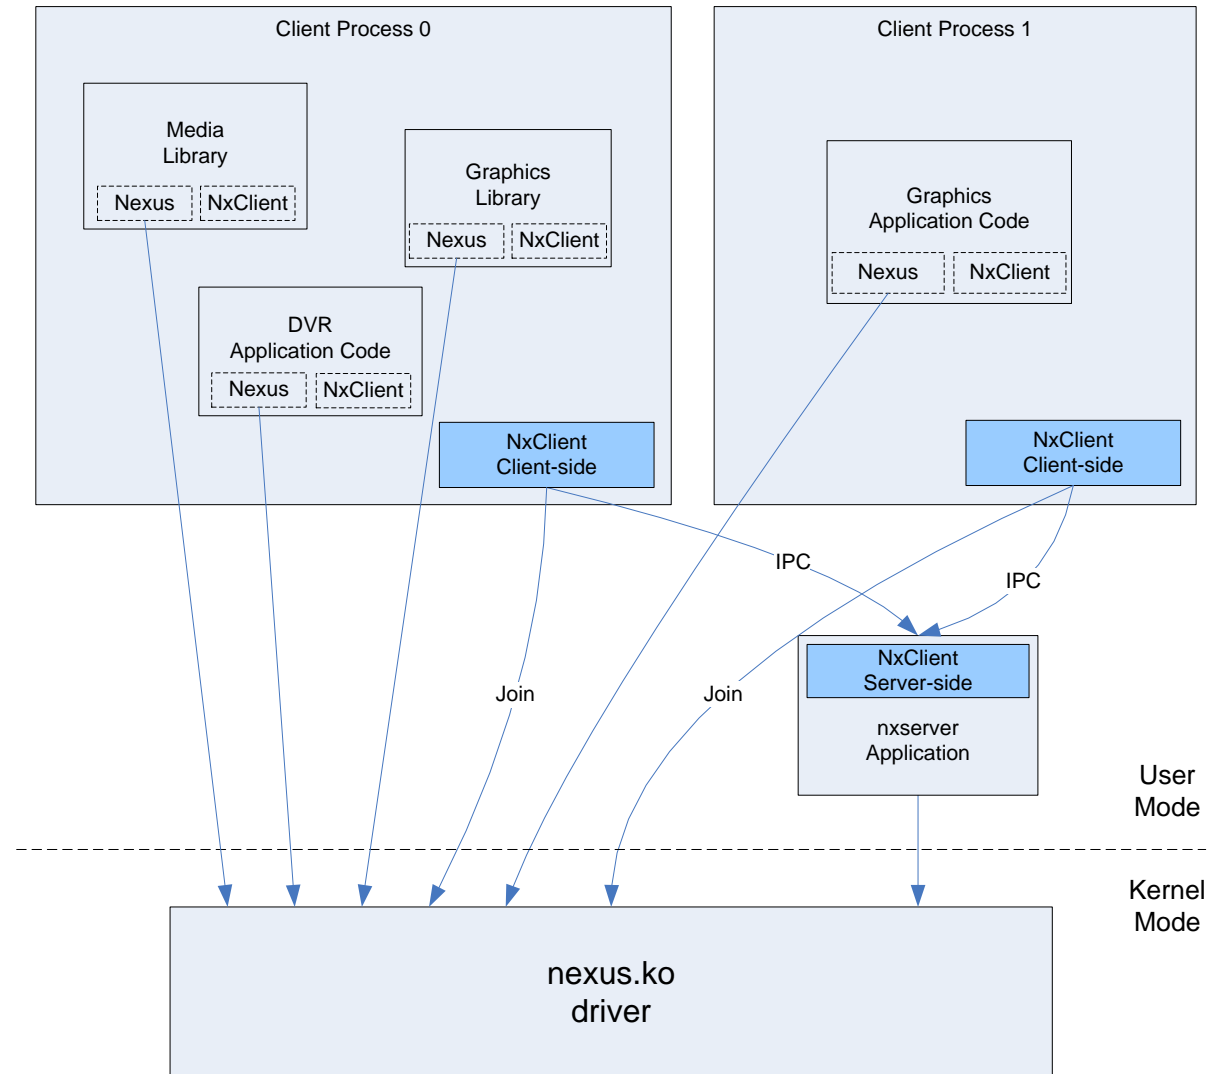 Client Process 0
Media
Library
Nexus
NxClient
Graphics
Library
Nexus
NxClient
DVR
Application Code
Nexus
NxClient
NxClient
Client-side
Client Process 1
Graphics
Application Code
Nexus
NxClient
NxClient
Client-side
IPC
IPC
Join
Join
NxClient
Server-side
nxserver
Application
User
Mode
Kernel
Mode
nexus.ko
driver